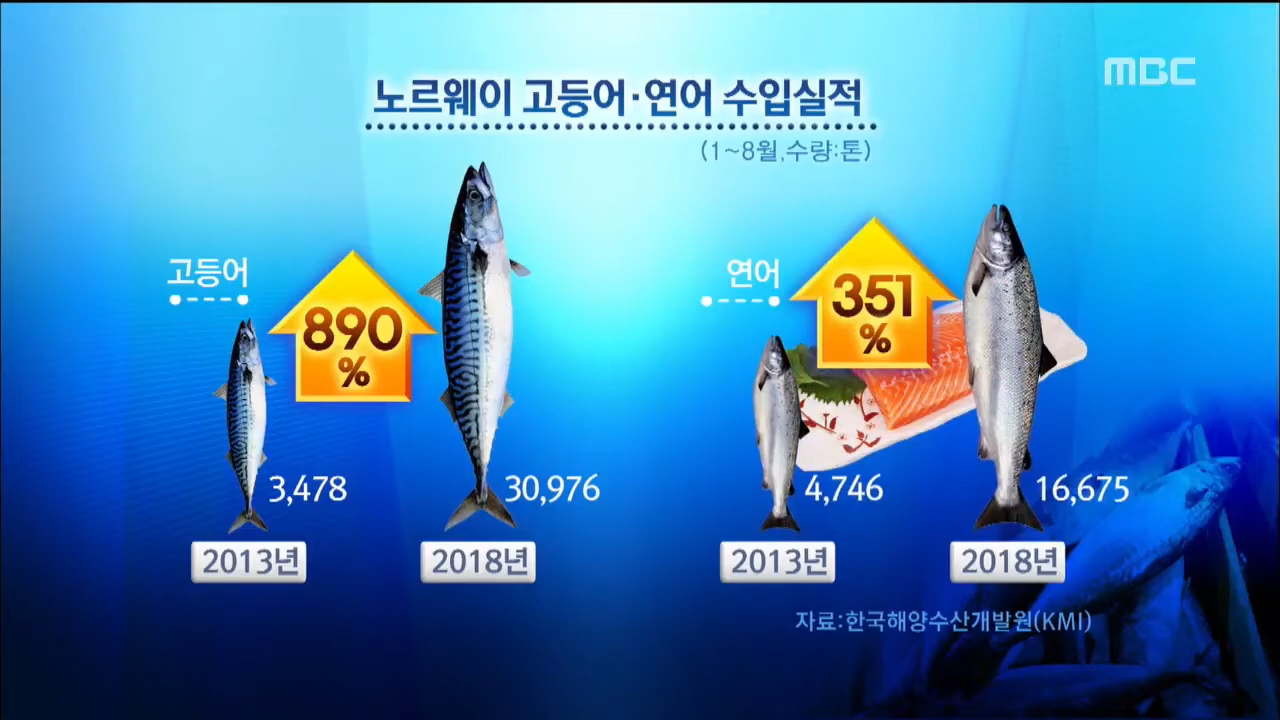 MBC
노르웨이 고등어·연어 수입실적
(1~8월,수량:톤)
고등어
890
%
3,478
30,976
2013년
2018년
연어
351
%
4,746
16,675
2013년
2018년
자료:한국해양수산개발원(KMI)